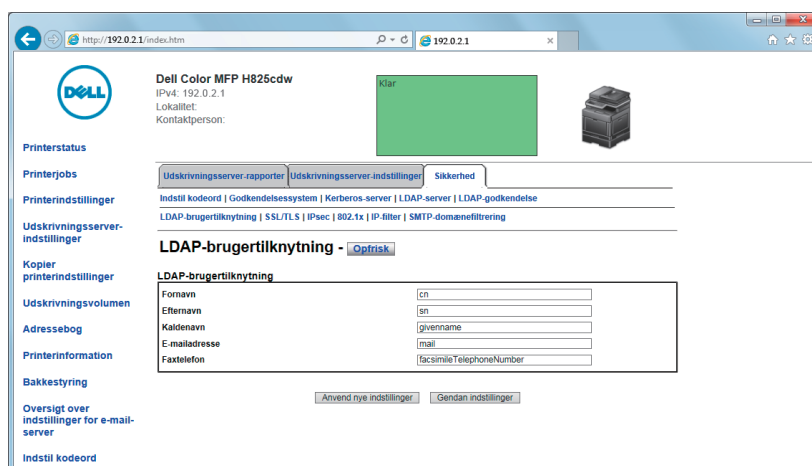 http://192.0.2.1/index.htm
192.0.2.1
DELL
Dell Color MFP H825cdw
IPv4: 192.0.2.1
Lokalitet:
Kontaktperson:
Klar
Printerstatus
Printerjobs
Printerindstillinger
Udskrivningsserver-
indstillinger
Kopier
printerindstillinger
Udskrivningsvolumen
Adressebog
Printerinformation
Bakkestyring
Oversigt over
indstillinger for e-mail-
server
Indstil kodeord
Udskrivningsserver-rapporter Udskrivningsserver-indstillinger Sikkerhed
Indstil kodeord | Godkendelsessystem | Kerberos-server | LDAP-server | LDAP-godkendelse
LDAP-brugertilknytning | SSL/TLS | IPsec | 802.1x | IP-filter | SMTP-domænefiltrering
LDAP-brugertilknytning - Opfrisk
LDAP-brugertilknytning
Fornavn cn
Efternavn sn
Kaldenavn givenname
E-mailadresse mail
Faxtelefon facsimileTelephoneNumber
Anvend nye indstillinger Gendan indstillinger